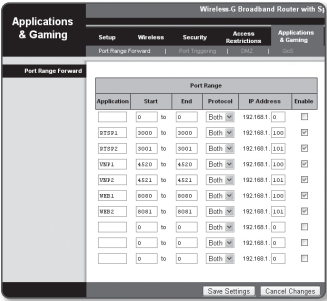 Wireless-G Broadband Router with S
Applications
& Gaming
Setup Wireless Security Access Restrictions Applications & Gaming
Port Range Forward | Port Triggering | DMZ | QoS
Port Range Forward
Port Range
Application Start End Protocol IP Address Enable
0 to 0 Both 192.168.1. 0
RTSP1 3000 to 3000 Both 192.168.1. 100
RTSP2 3001 to 3001 Both 192.168.1. 101
VNP1 4520 to 4520 Both 192.168.1. 100
VNP2 4521 to 4521 Both 192.168.1. 101
WEB1 8080 to 8080 Both 192.168.1. 100
WEB2 8081 to 8081 Both 192.168.1. 101
0 to 0 Both 192.168.1. 0
0 to 0 Both 192.168.1. 0
0 to 0 Both 192.168.1. 0
Save Settings Cancel Changes